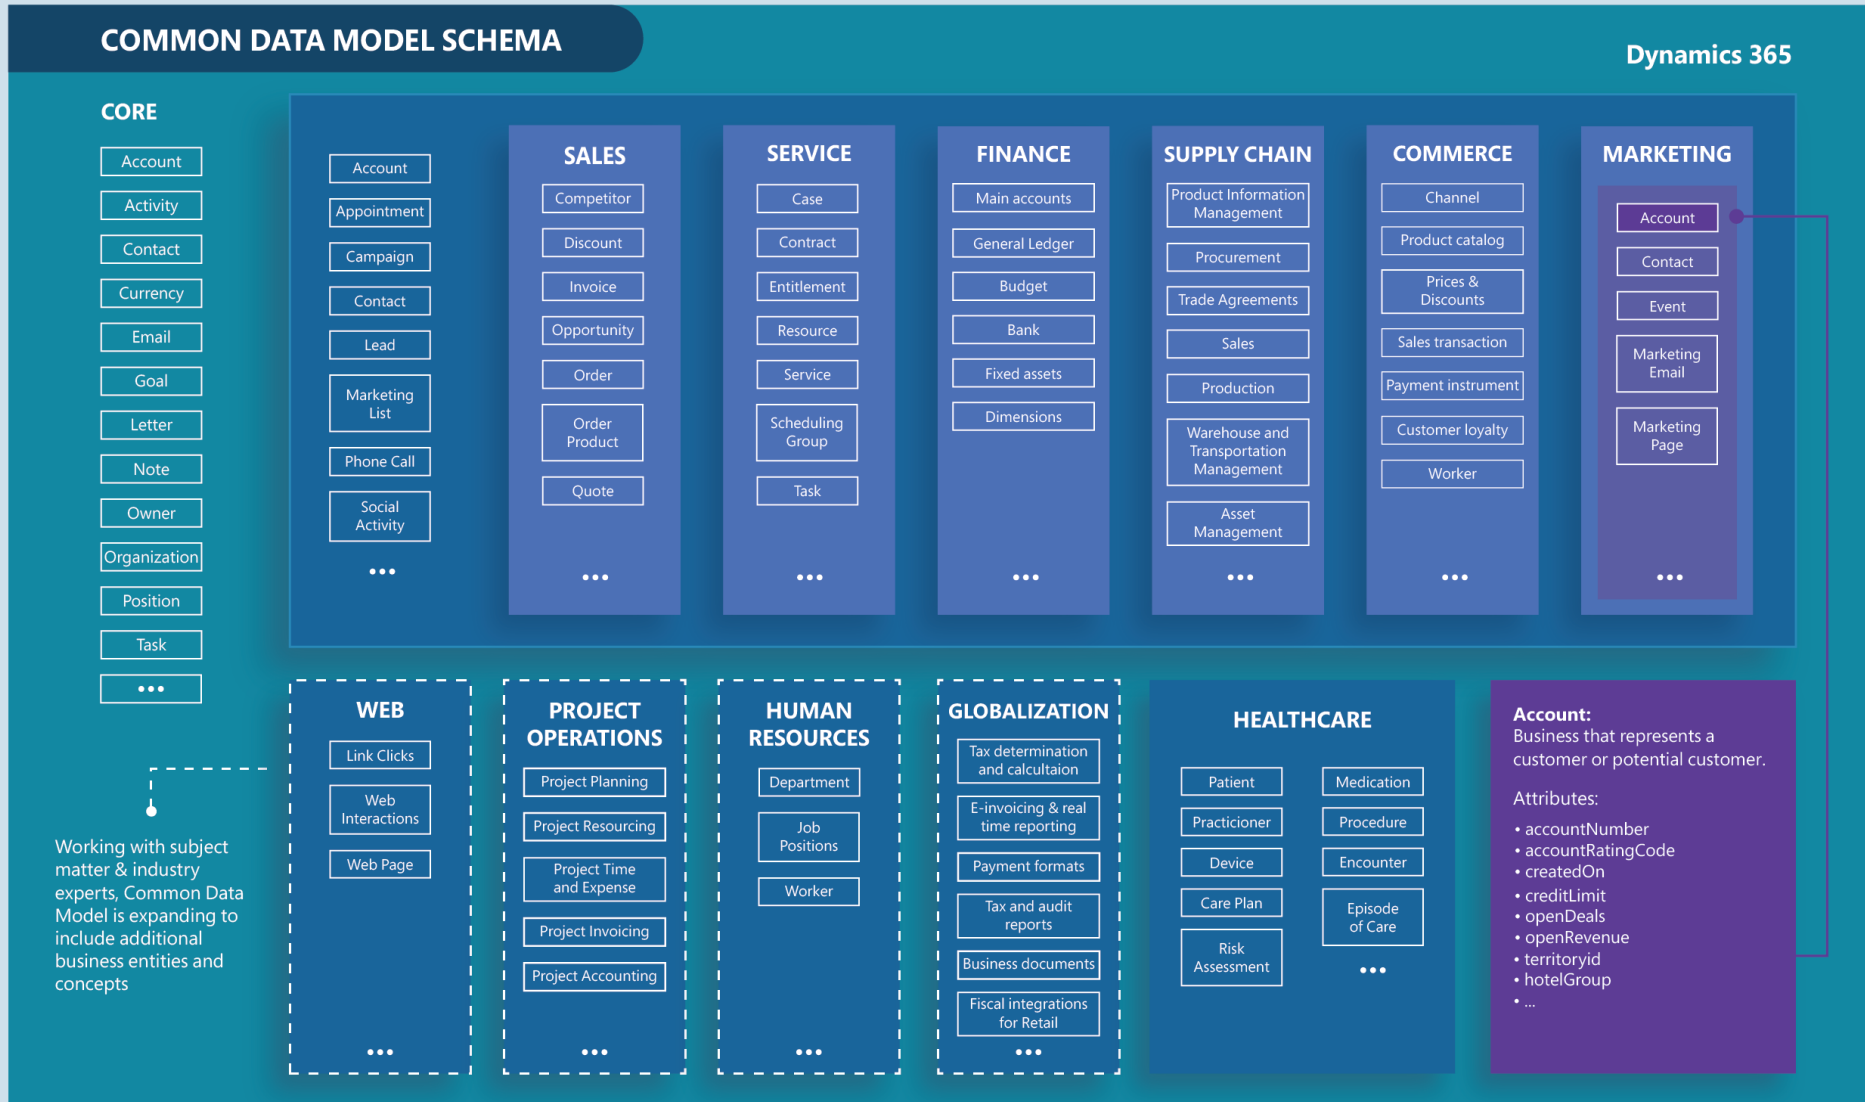 COMMON DATA MODEL SCHEMA
Dynamics 365
CORE
Account
Activity
Contact
Currency
Email
Goal
Letter
Note
Owner
Organization
Position
Task
...
Account
Appointment
Campaign
Contact
Lead
Marketing
List
Phone Call
Social
Activity
...
SALES
Competitor
Discount
Invoice
Opportunity
Order
Order
Product
Quote
...
SERVICE
Case
Contract
Entitlement
Resource
Service
Scheduling
Group
Task
...
FINANCE
Main accounts
General Ledger
Budget
Bank
Fixed assets
Dimensions
...
SUPPLY CHAIN
Product Information
Management
Procurement
Trade Agreements
Sales
Production
Warehouse and
Transportation
Management
Asset
Management
...
COMMERCE
Channel
Product catalog
Prices &
Discounts
Sales transaction
Payment instrument
Customer loyalty
Worker
...
MARKETING
Account
Contact
Event
Marketing
Email
Marketing
Page
...
Working with subject
matter & industry
experts, Common Data
Model is expanding to
include additional
business entities and
concepts
WEB
Link Clicks
Web
Interactions
Web Page
...
PROJECT
OPERATIONS
Project Planning
Project Resourcing
Project Time
and Expense
Project Invoicing
Project Accounting
...
HUMAN
RESOURCES
Department
Job
Positions
Worker
...
GLOBALIZATION
Tax determination
and calcultaion
E-invoicing & real
time reporting
Payment formats
Tax and audit
reports
Business documents
Fiscal integrations
for Retail
...
HEALTHCARE
Patient
Practicioner
Device
Care Plan
Risk
Assessment
Medication
Procedure
Encounter
Episode
of Care
...
Account:
Business that represents a
customer or potential customer.
Attributes:
• accountNumber
• accountRatingCode
• createdOn
• creditLimit
• openDeals
• openRevenue
• territoryid
• hotelGroup
• ...